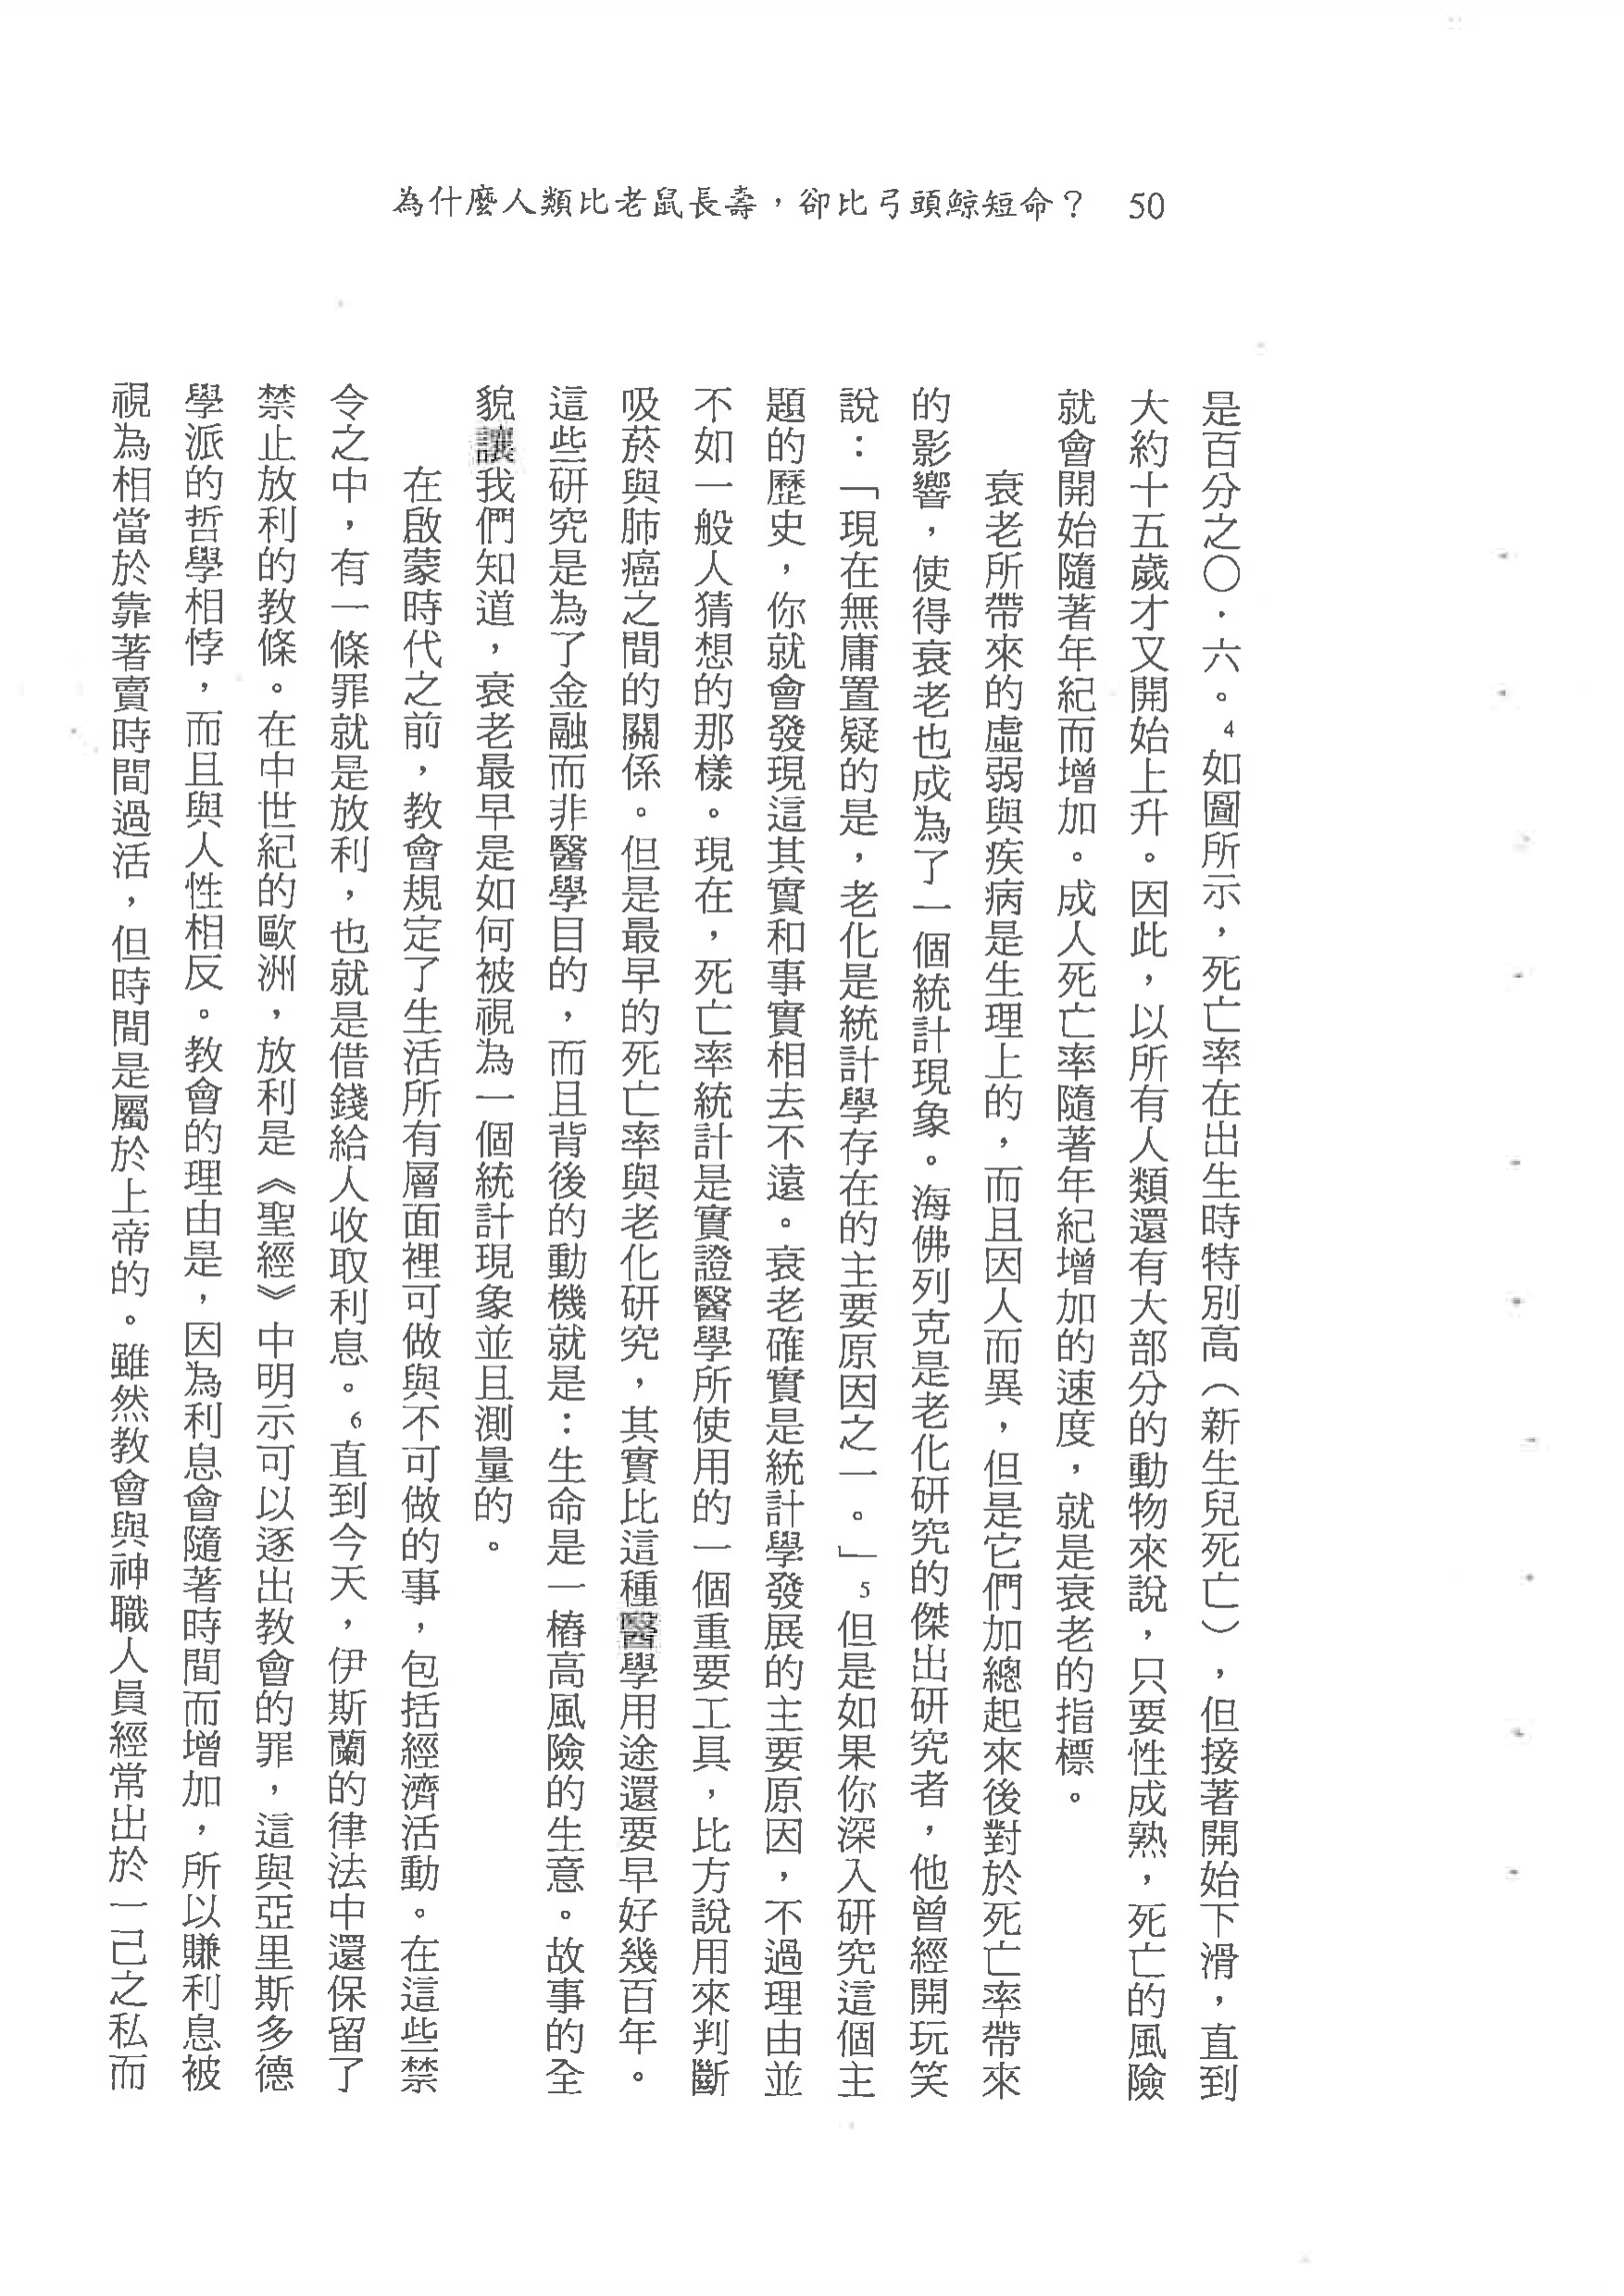 為什麼人類比老鼠長壽，卻比弓頭鯨短命？ 50
是百分之〇．六。4如圖所示，死亡率在出生時特別高（新生兒死亡），但接著開始下滑，直到
大約十五歲才又開始上升。因此，以所有人類還有大部分的動物來說，只要性成熟，死亡的風險
就會開始隨著年紀而增加。成人死亡率隨著年紀增加的速度，就是衰老的指標。
衰老所帶來的虛弱與疾病是生理上的，而且因人而異，但是它們加總起來後對於死亡率帶來
的影響，使得衰老也成為了一個統計現象。海佛列克是老化研究的傑出研究者，他曾經開玩笑
說：「現在無庸置疑的是，老化是統計學存在的主要原因之一。」5但是如果你深入研究這個主
題的歷史，你就會發現這其實和事實相去不遠。衰老確實是統計學發展的主要原因，不過理由並
不如一般人猜想的那樣。現在，死亡率統計是實證醫學所使用的一個重要工具，比方說用來判斷
吸菸與肺癌之間的關係。但是最早的死亡率與老化研究，其實比這種醫學用途還要早好幾百年。
這些研究是為了金融而非醫學目的，而且背後的動機就是：生命是一樁高風險的生意。故事的全
貌讓我們知道，衰老最早是如何被視為一個統計現象並且測量的。
在啟蒙時代之前，教會規定了生活所有層面裡可做與不可做的事，包括經濟活動。在這些禁
令之中，有一條罪就是放利，也就是借錢給人收取利息。6直到今天，伊斯蘭的律法中還保留了
禁止放利的教條。在中世紀的歐洲，放利是《聖經》中明示可以逐出教會的罪，這與亞里斯多德
學派的哲學相悖，而且與人性相反。教會的理由是，因為利息會隨著時間而增加，所以賺利息被
視為相當於靠著賣時間過活，但時間是屬於上帝的。雖然教會與神職人員經常出於一己之私而